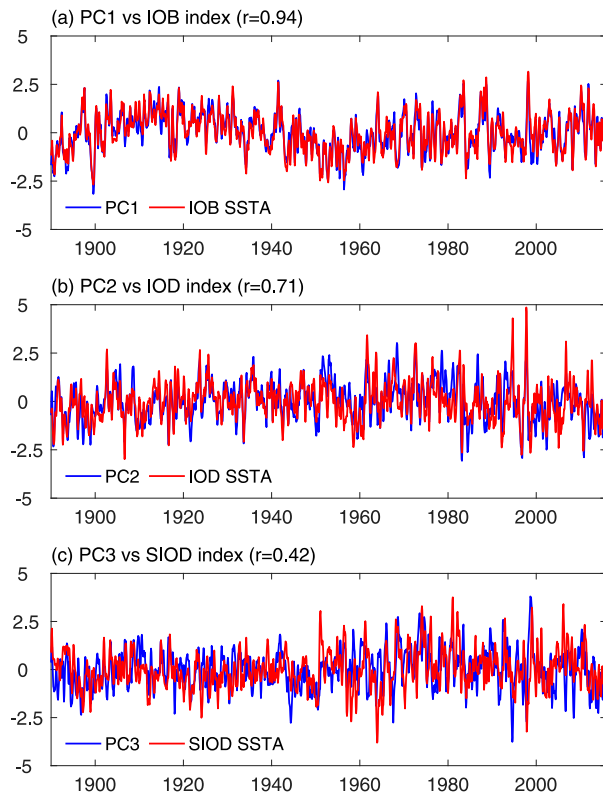 (a) PC1 vs IOB index (r=0.94)
5
2.5
0
-2.5
-5
PC1 IOB SSTA
1900 1920 1940 1960 1980 2000
(b) PC2 vs IOD index (r=0.71)
5
2.5
0
-2.5
-5
PC2 IOD SSTA
1900 1920 1940 1960 1980 2000
(c) PC3 vs SIOD index (r=0.42)
5
2.5
0
-2.5
-5
PC3 SIOD SSTA
1900 1920 1940 1960 1980 2000